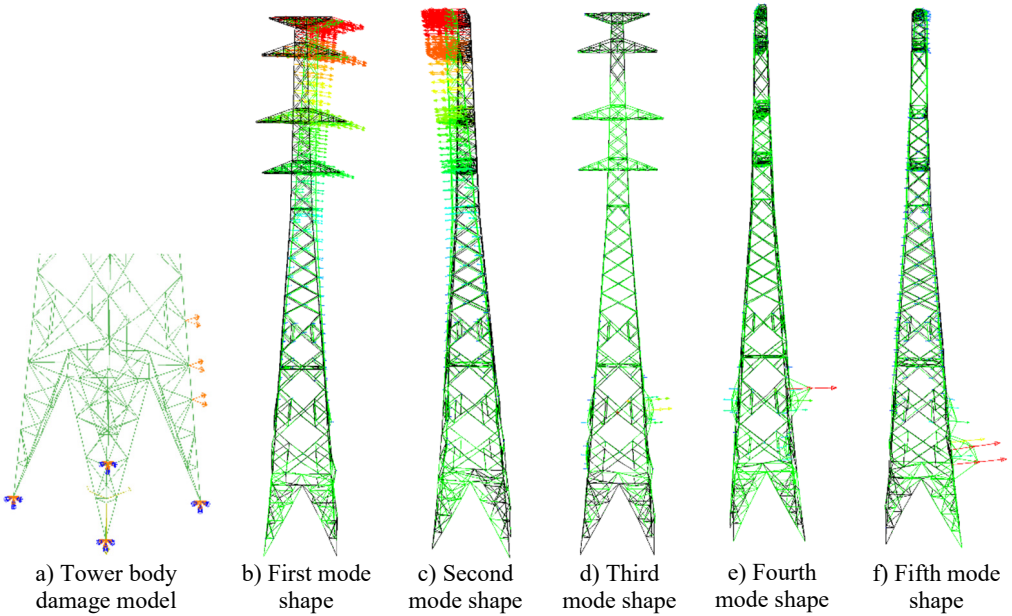 a) Tower body
damage model
b) First mode
shape
c) Second
mode shape
d) Third
mode shape
e) Fourth
mode shape
f) Fifth mode
shape